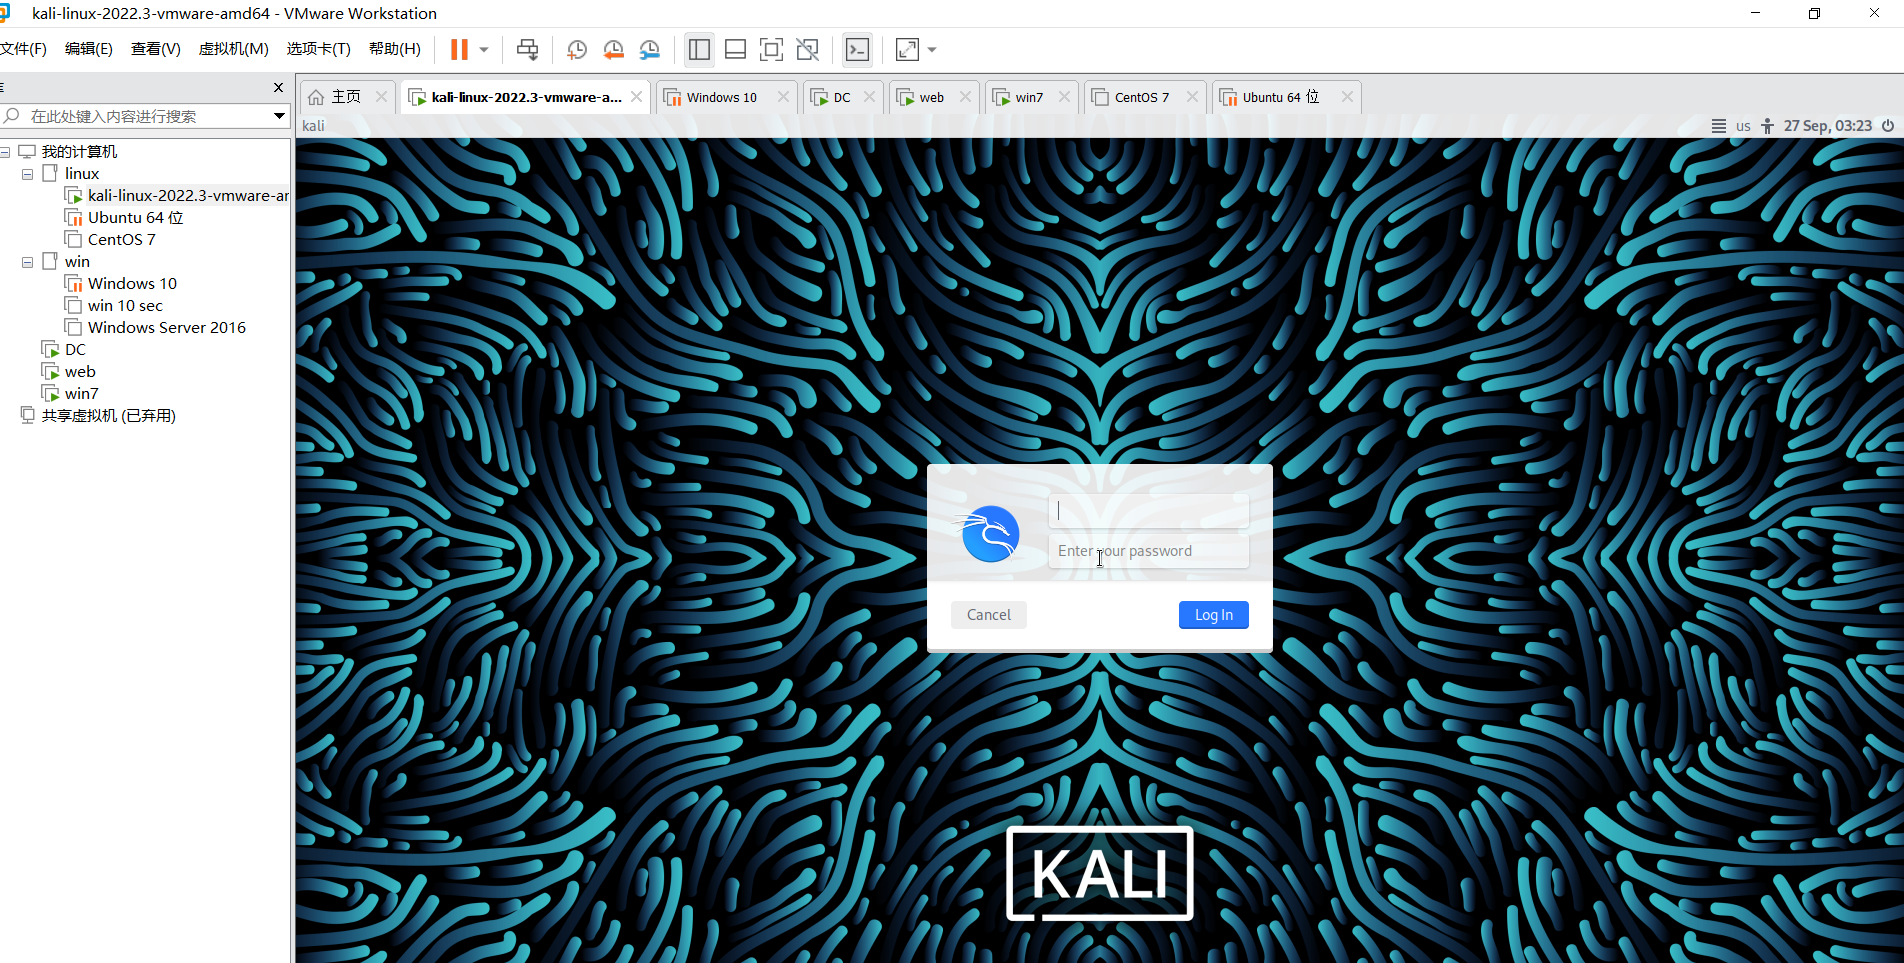 kali-linux-2022.3-vmware-amd64 - VMware Workstation
文件(F) 编辑(E) 查看(V) 虚拟机(M) 选项卡(T) 帮助(H)
主页 kali-linux-2022.3-vmware-a... Windows 10 DC web win7 CentOS 7 Ubuntu 64 位
在此处键入内容进行搜索
kali us 27 Sep, 03:23
我的计算机
linux
kali-linux-2022.3-vmware-ar
Ubuntu 64 位
CentOS 7
win
Windows 10
win 10 sec
Windows Server 2016
DC
web
win7
共享虚拟机 (已弃用)
Enter your password
Cancel Log In
KALI